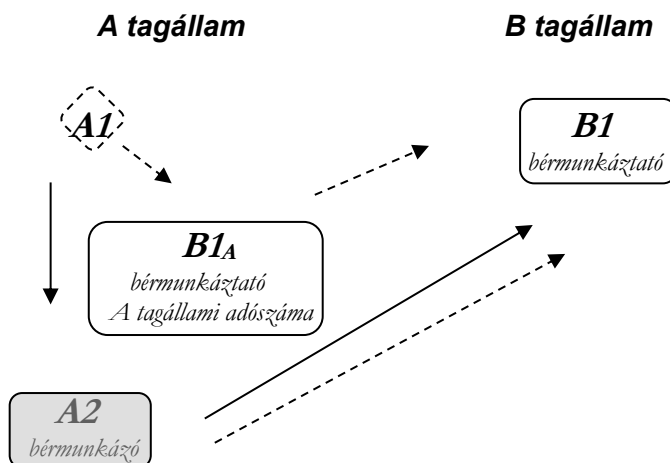 A tagállam
B tagállam
A1
B1
bérmunkáztató
B1A
bérmunkáztató
A tagállami adószáma
A2
bérmunkázó